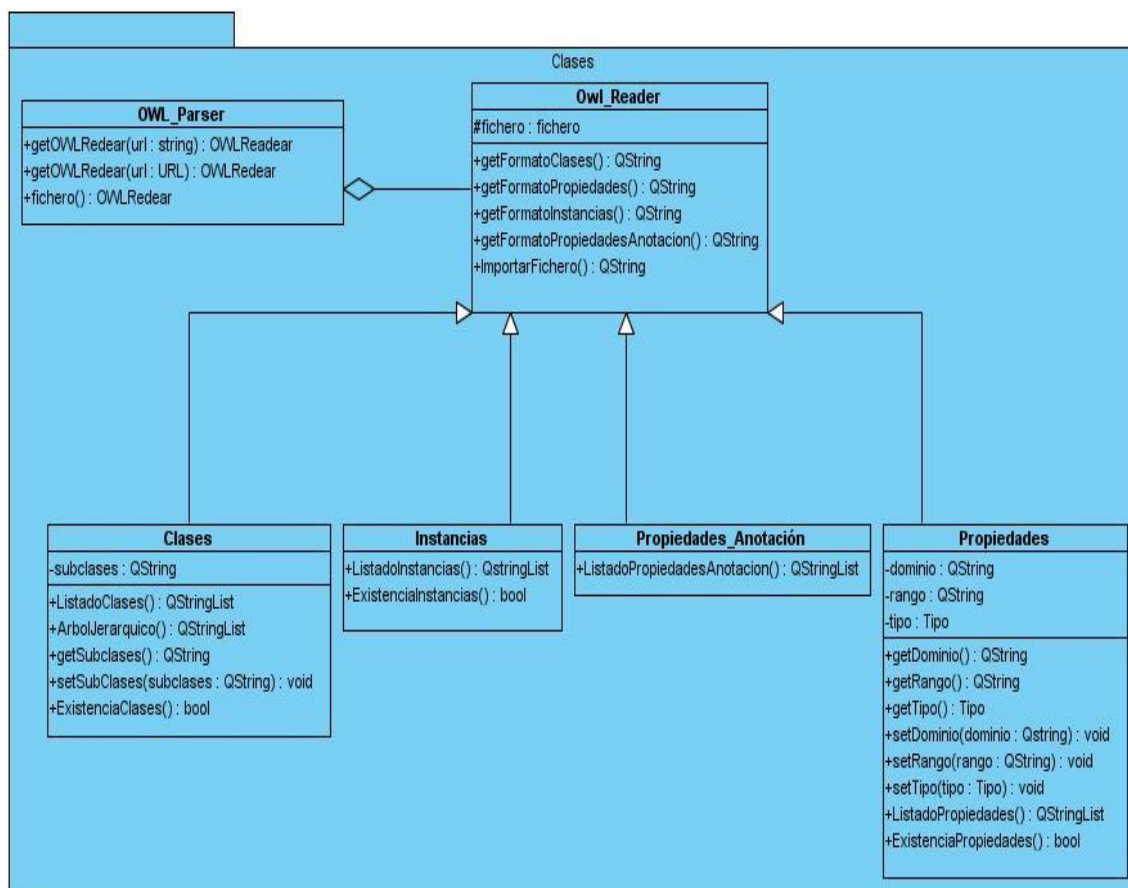 Clases
OWL_Parser
+getOWLRedear(url : string) : OWLReadear
+getOWLRedear(url : URL) : OWLRedear
+fichero() : OWLRedear
Owl_Reader
#fichero : fichero
+getFormatoClases() : QString
+getFormatoPropiedades() : QString
+getFormatoInstancias() : QString
+getFormatoPropiedadesAnotacion() : QString
+ImportarFichero() : QString
Clases
-subclases : QString
+ListadoClases() : QStringList
+ArbolJerarquico() : QStringList
+getSubclases() : QString
+setSubClases(subclases : QString) : void
+ExistenciaClases() : bool
Instancias
+ListadoInstancias() : QstringList
+ExistenciaInstancias() : bool
Propiedades_Anotación
+ListadoPropiedadesAnotacion() : QStringList
Propiedades
-dominio : QString
-rango : QString
-tipo : Tipo
+getDominio() : QString
+getRango() : QString
+getTipo() : Tipo
+setDominio(dominio : Qstring) : void
+setRango(rango : QString) : void
+setTipo(tipo : Tipo) : void
+ListadoPropiedades() : QStringList
+ExistenciaPropiedades() : bool